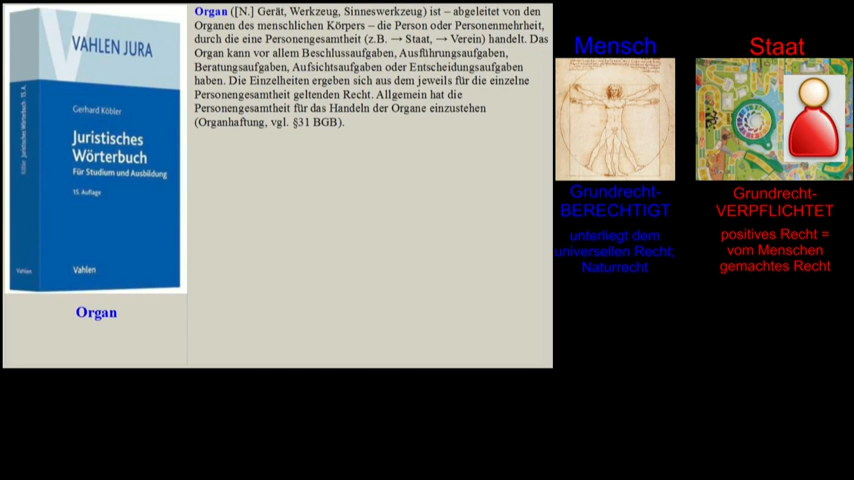 VAHLEN JURA
Gerhard Köbler
Juristisches
Wörterbuch
Für Studium und Ausbildung
15. Auflage
Vahlen
Vahlen
Organ
Organ ([N.] Gerät, Werkzeug, Sinneswerkzeug) ist – abgeleitet von den
Organen des menschlichen Körpers – die Person oder Personenmehrheit,
durch die eine Personengesamtheit (z.B. → Staat, → Verein) handelt. Das
Organ kann vor allem Beschlussaufgaben, Ausführungsaufgaben,
Beratungsaufgaben, Aufsichtsaufgaben oder Entscheidungsaufgaben
haben. Die Einzelheiten ergeben sich aus dem jeweils für die einzelne
Personengesamtheit geltenden Recht. Allgemein hat die
Personengesamtheit für das Handeln der Organe einzustehen
(Organhaftung, vgl. §31 BGB).
Mensch
Grundrecht-
BERECHTIGT
unterliegt dem
universellen Recht;
Naturrecht
Staat
Grundrecht-
VERPFLICHTET
positives Recht =
vom Menschen
gemachtes Recht